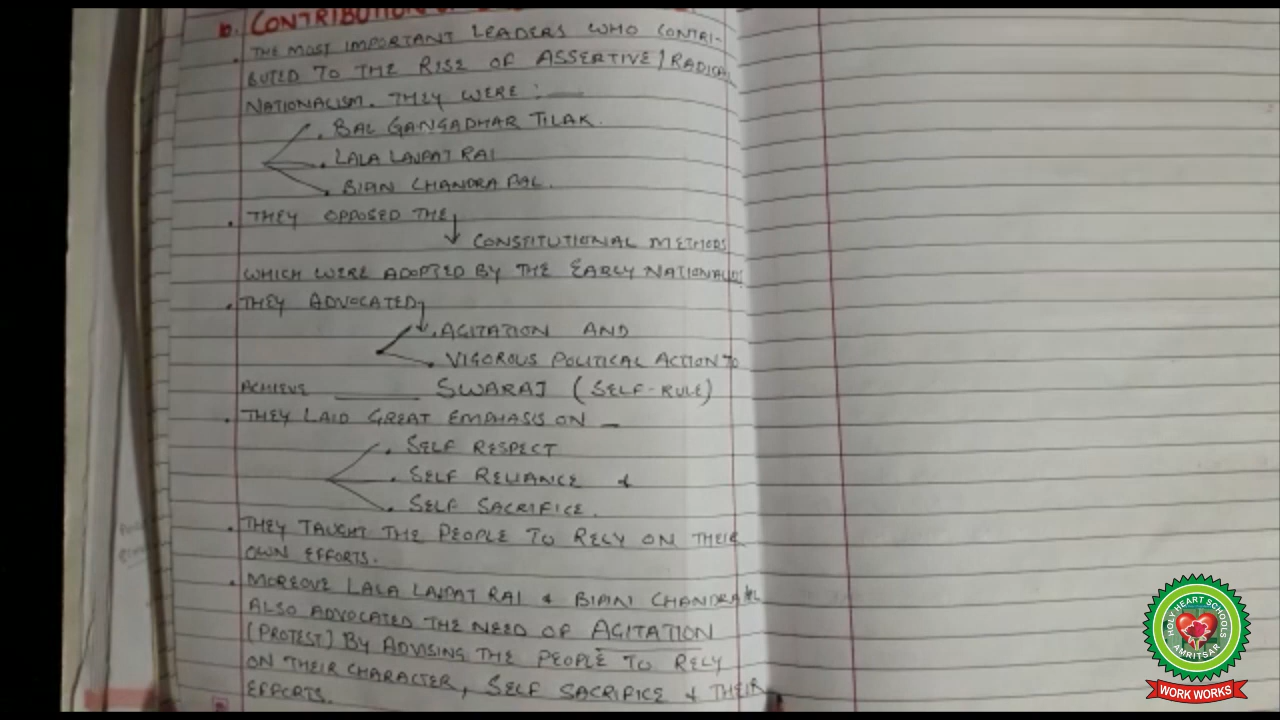 b. CONTRIBUTION OF
. THE MOST IMPORTANT LEADERS WHO CONTRI-
BUTED TO THE RISE OF ASSERTIVE/RADICAL
NATIONALISM. THEY WERE : —
. BAL GANGADHAR TILAK.
. LALA LAJPAT RAI
. BIPIN CHANDRA PAL.
. THEY OPPOSED THE
CONSTITUTIONAL METHODS
WHICH WERE ADOPTED BY THE EARLY NATIONALIST
. THEY ADVOCATED
. AGITATION AND
. VIGOROUS POLITICAL ACTION TO
ACHIEVE ______ SWARAJ (SELF-RULE)
. THEY LAID GREAT EMPHASIS ON —
. SELF RESPECT
. SELF RELIANCE &
. SELF SACRIFICE.
. THEY TAUGHT THE PEOPLE TO RELY ON THEIR
OWN EFFORTS.
. MOREOVE LALA LAJPAT RAI & BIPIN CHANDRA PAL
ALSO ADVOCATED THE NEED OF AGITATION
(PROTEST) BY ADVISING THE PEOPLE TO RELY
ON THEIR CHARACTER, SELF SACRIFICE & THEIR
EFFORTS.
HOLY HEART SCHOOLS
AMRITSAR
WORK WORKS